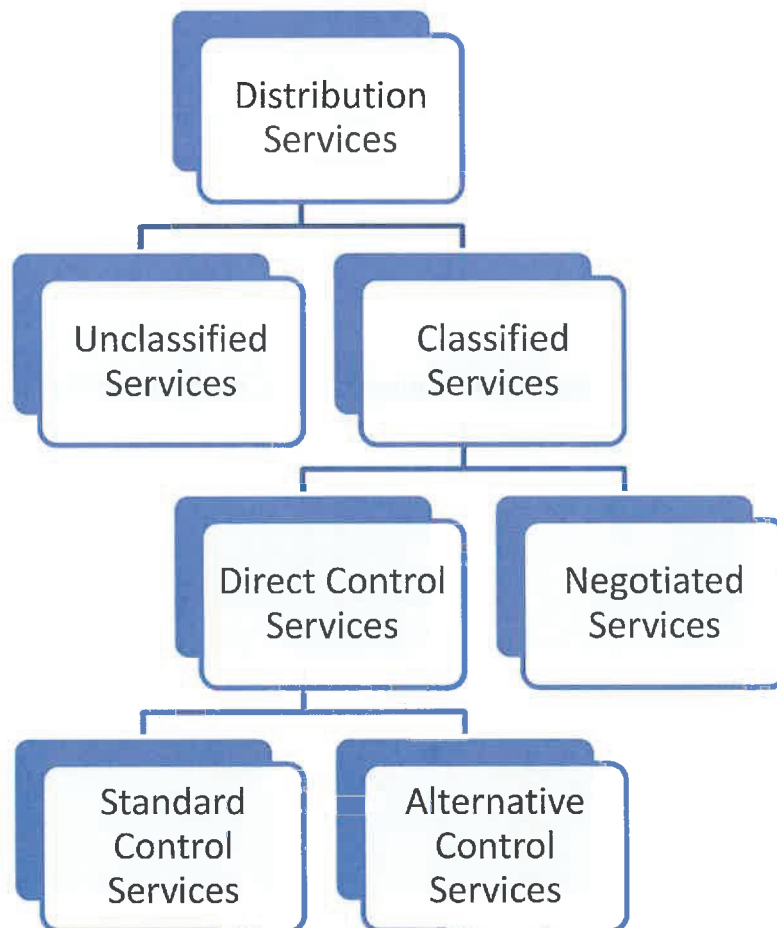 Distribution
Services
Unclassified
Services
Classified
Services
Direct Control
Services
Negotiated
Services
Standard
Control
Services
Alternative
Control
Services